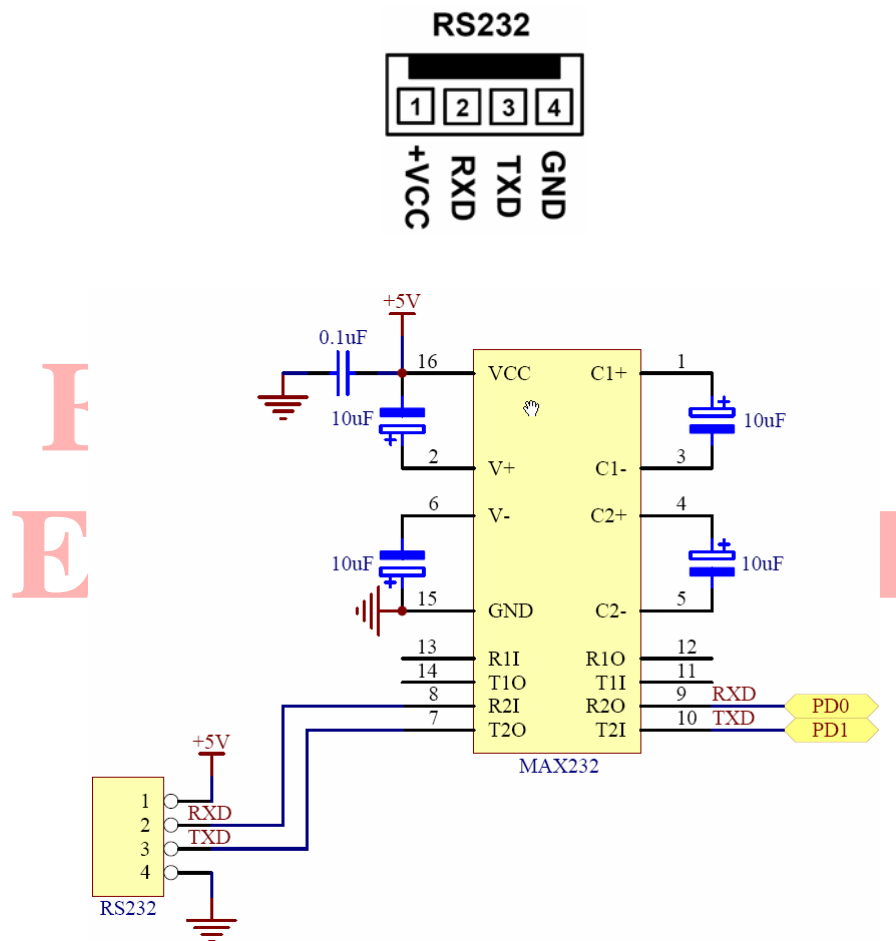 RS232
1 2 3 4
+VCC RXD TXD GND
+5V
0.1uF
16 VCC C1+ 1
10uF 10uF
2 V+ C1- 3
6 V- C2+ 4
10uF 10uF
15 GND C2- 5
13 R1I R1O 12
14 T1O T1I 11
8 R2I R2O 9 RXD PD0
7 T2O T2I 10 TXD PD1
MAX232
+5V
1
2 RXD
3 TXD
4
RS232
E